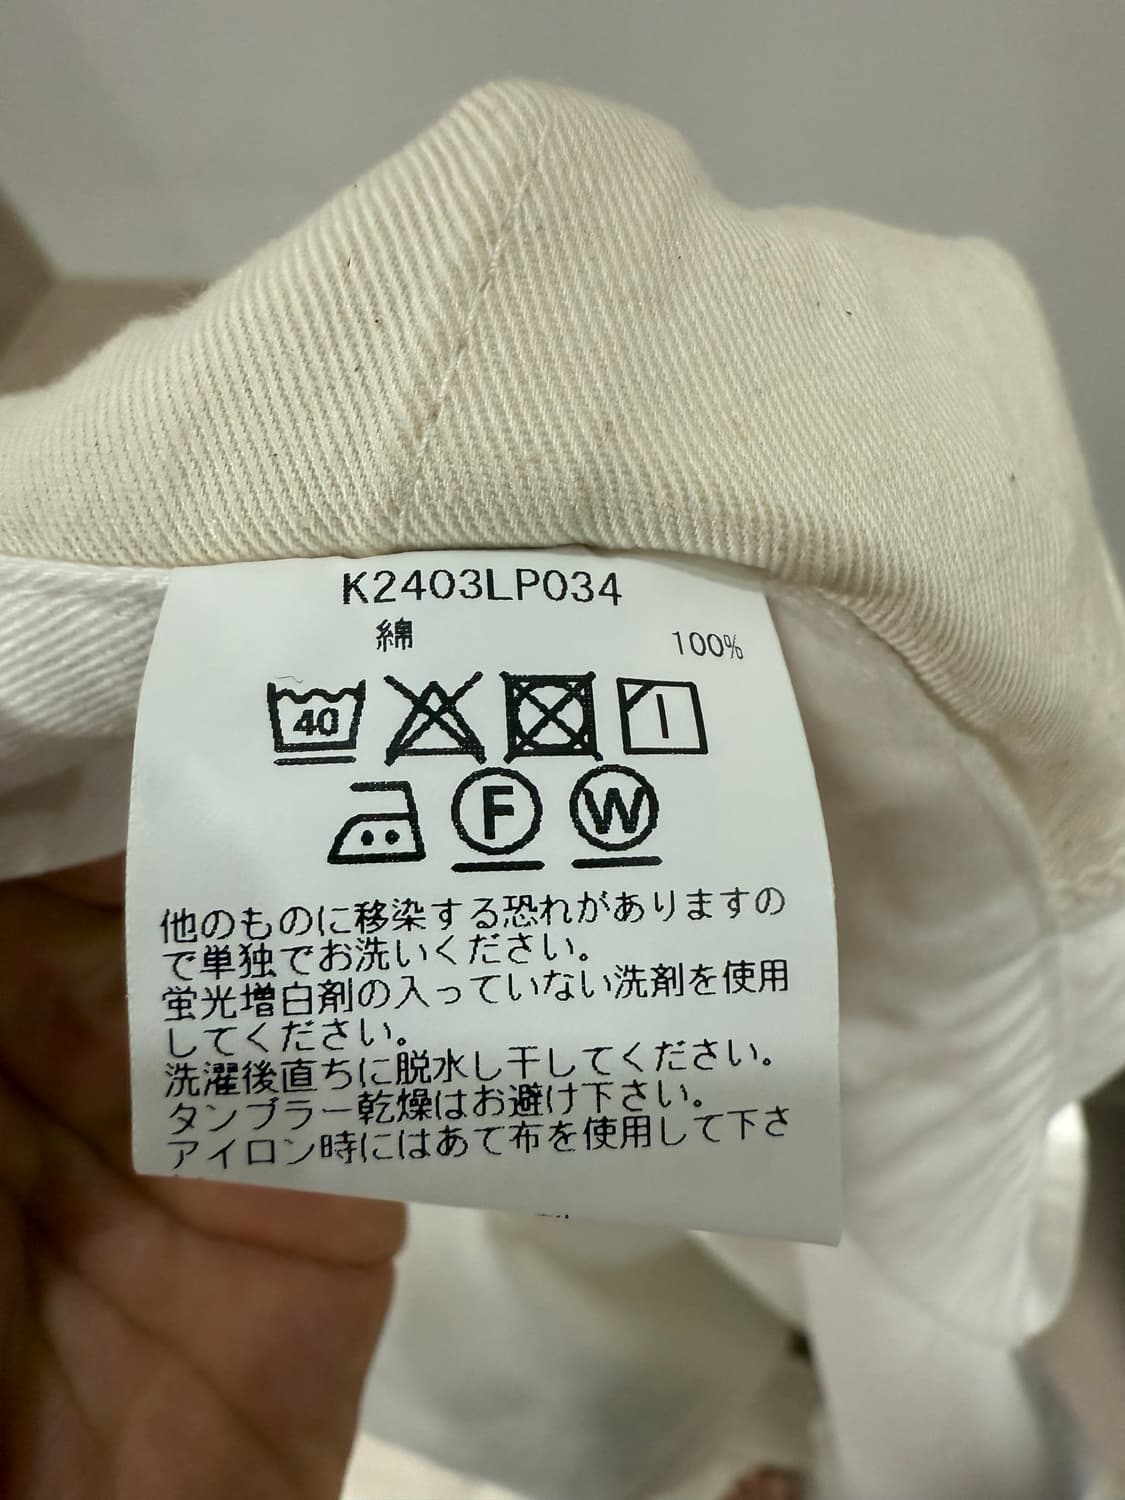 K2403LP034
綿 100%
40
F W
他のものに移染する恐れがありますの
で単独でお洗いください。
蛍光増白剤の入っていない洗剤を使用
してください。
洗濯後直ちに脱水し干してください。
タンブラー乾燥はお避け下さい。
アイロン時にはあて布を使用して下さ